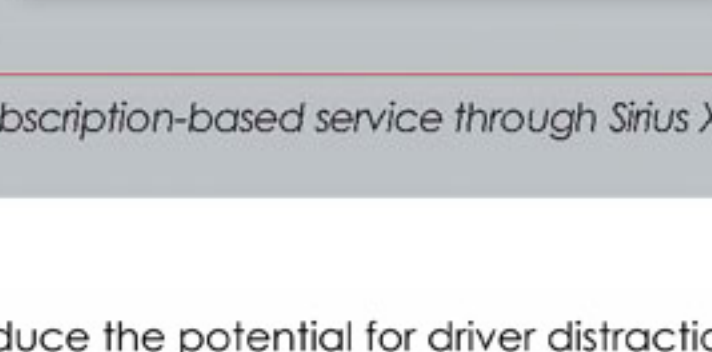 bscription-based service through Sirius X
duce the potential for driver distractio